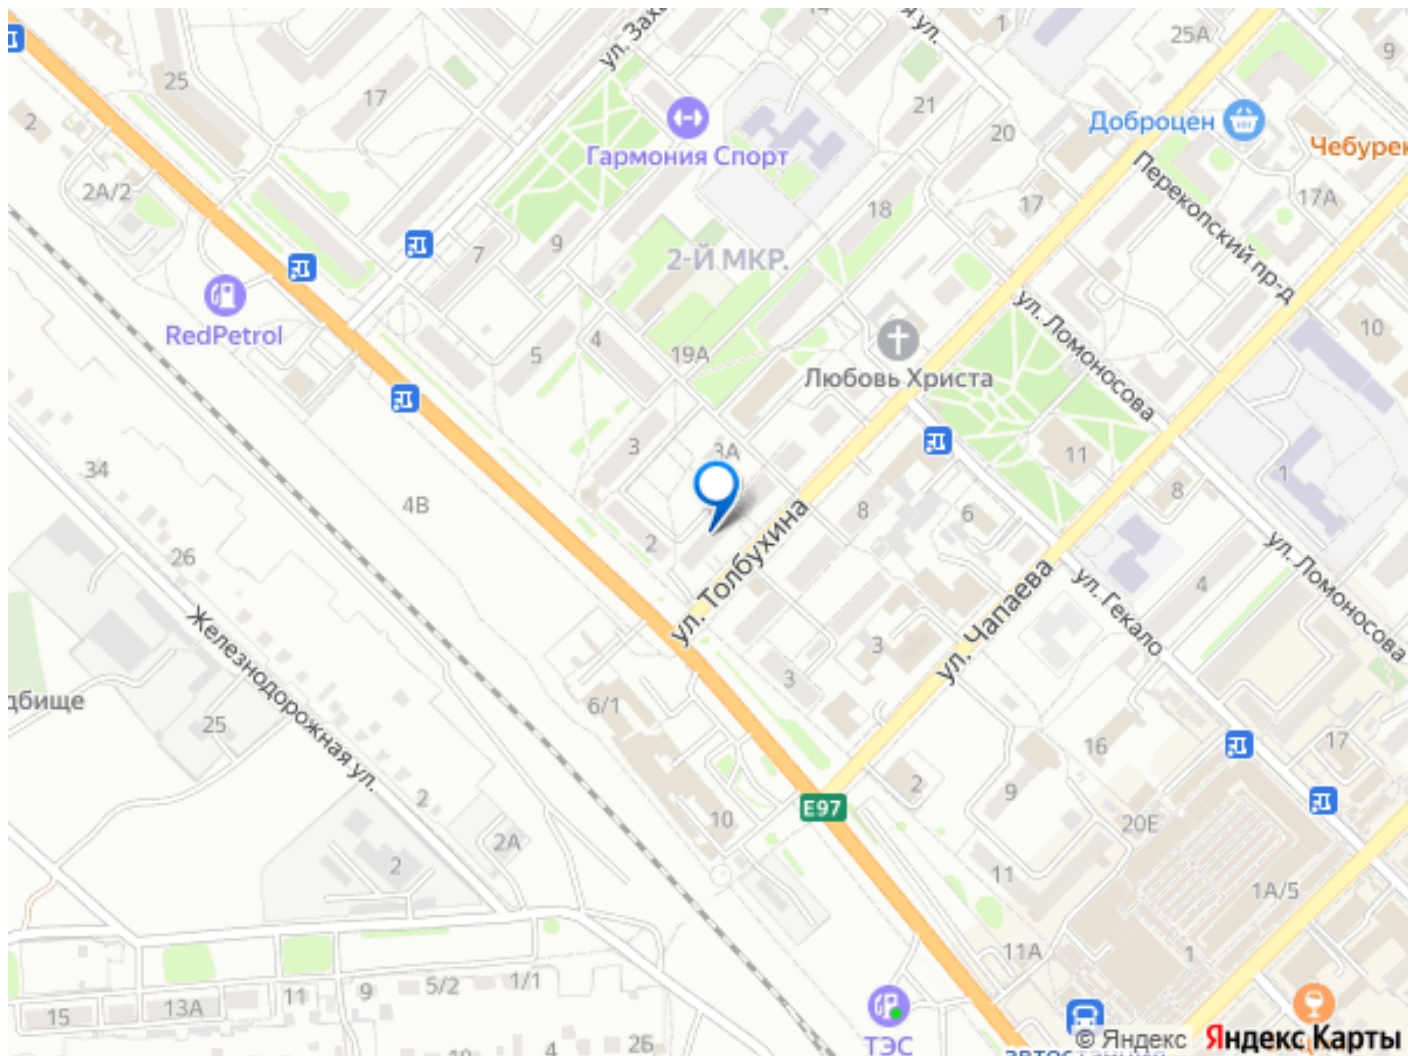 ул.
1
25А
9
25
17
21
2
Доброцен
20
Гармония Спорт
Чебурек
2А/2
17
17А
18
Перекопский пр-д
7
9
2-Й МКР.
RedPetrol
ул. Ломоносова
10
5
4
19А
Любовь Христа
3
3А
11
34
1
8
4В
8
6
2
ул. Толбухина
26
ул. Ломоносова
ул. Чапаева
ул. Гекало
4
Железнодорожная ул.
3
3
дбище
6/1
25
16
17
2
9
2
E97
10
20Е
2А
2
11
1А/5
11А
1
5/2
1/1
9
11
13А
15
ТЭС
4
2Б
© Яндекс
Яндекс Карты